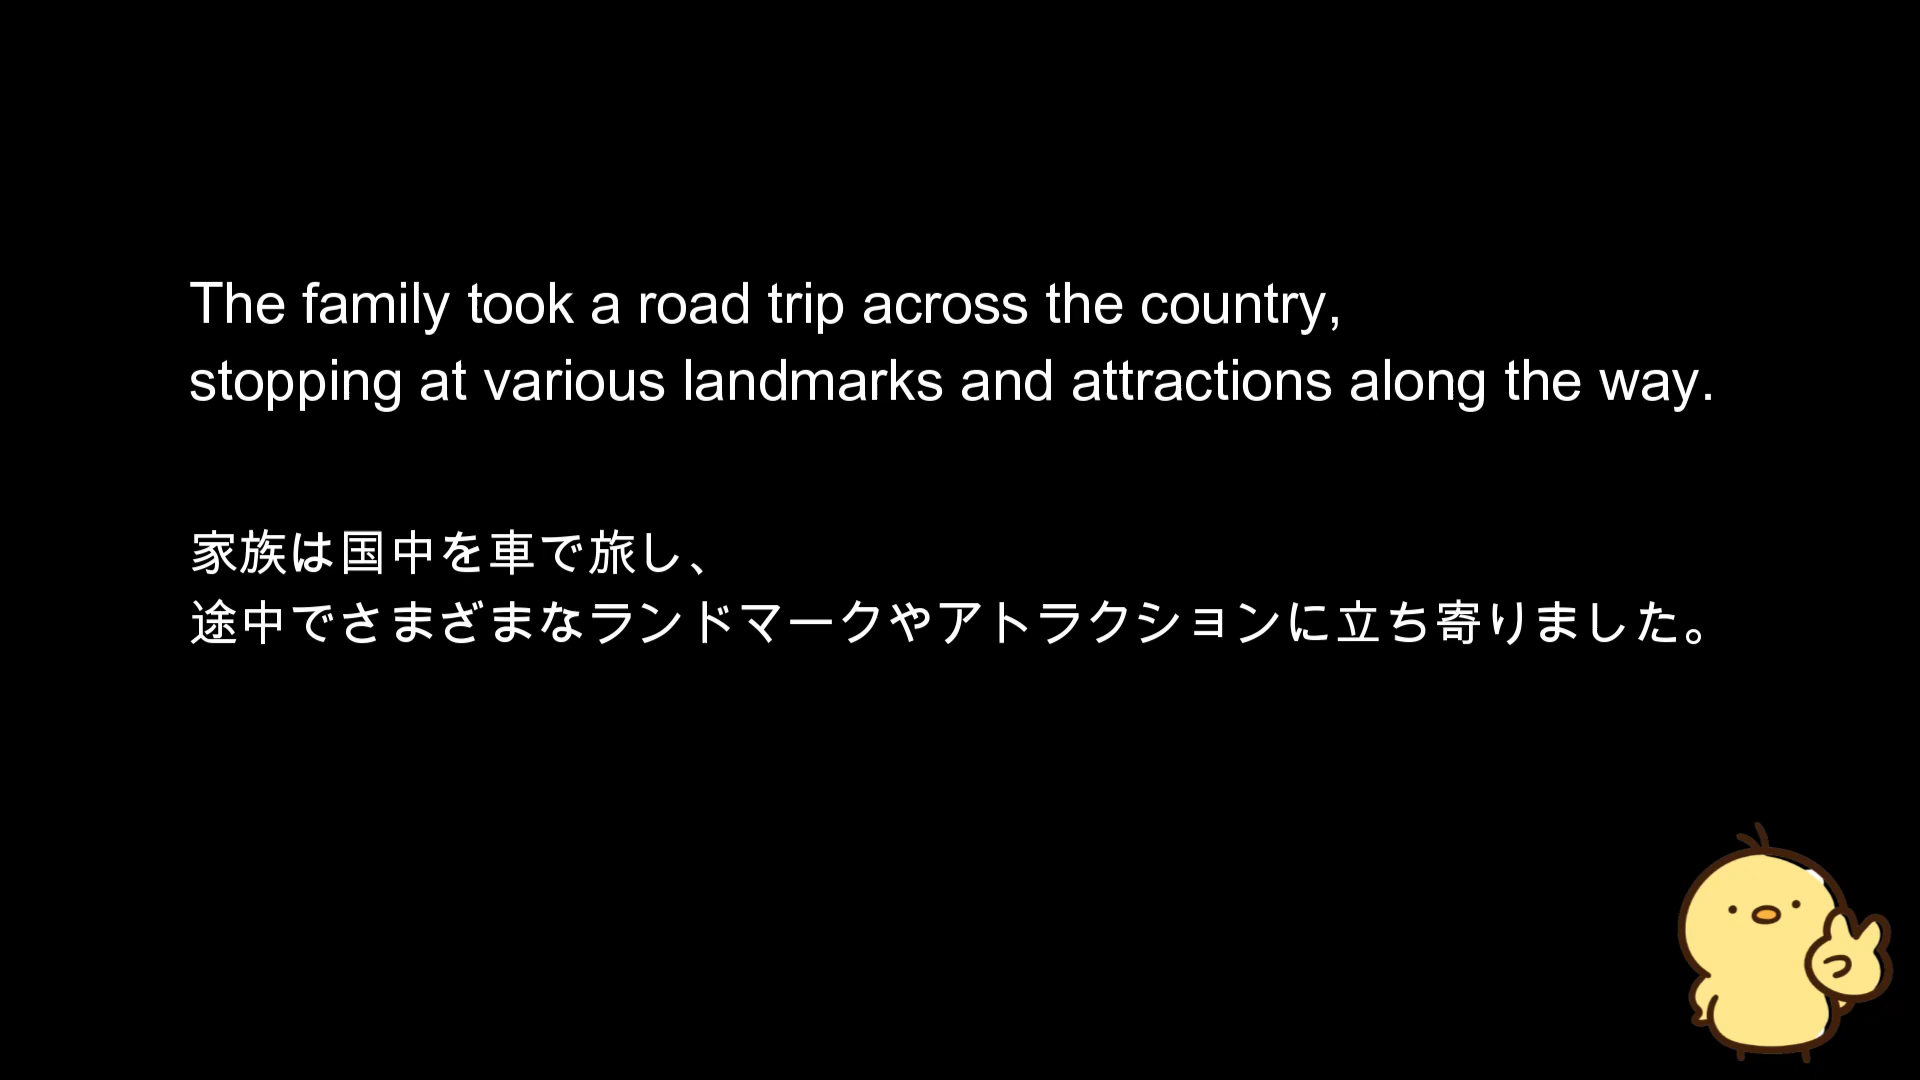 The family took a road trip across the country,
stopping at various landmarks and attractions along the way.
家族は国中を車で旅し、
途中でさまざまなランドマークやアトラクションに立ち寄りました。